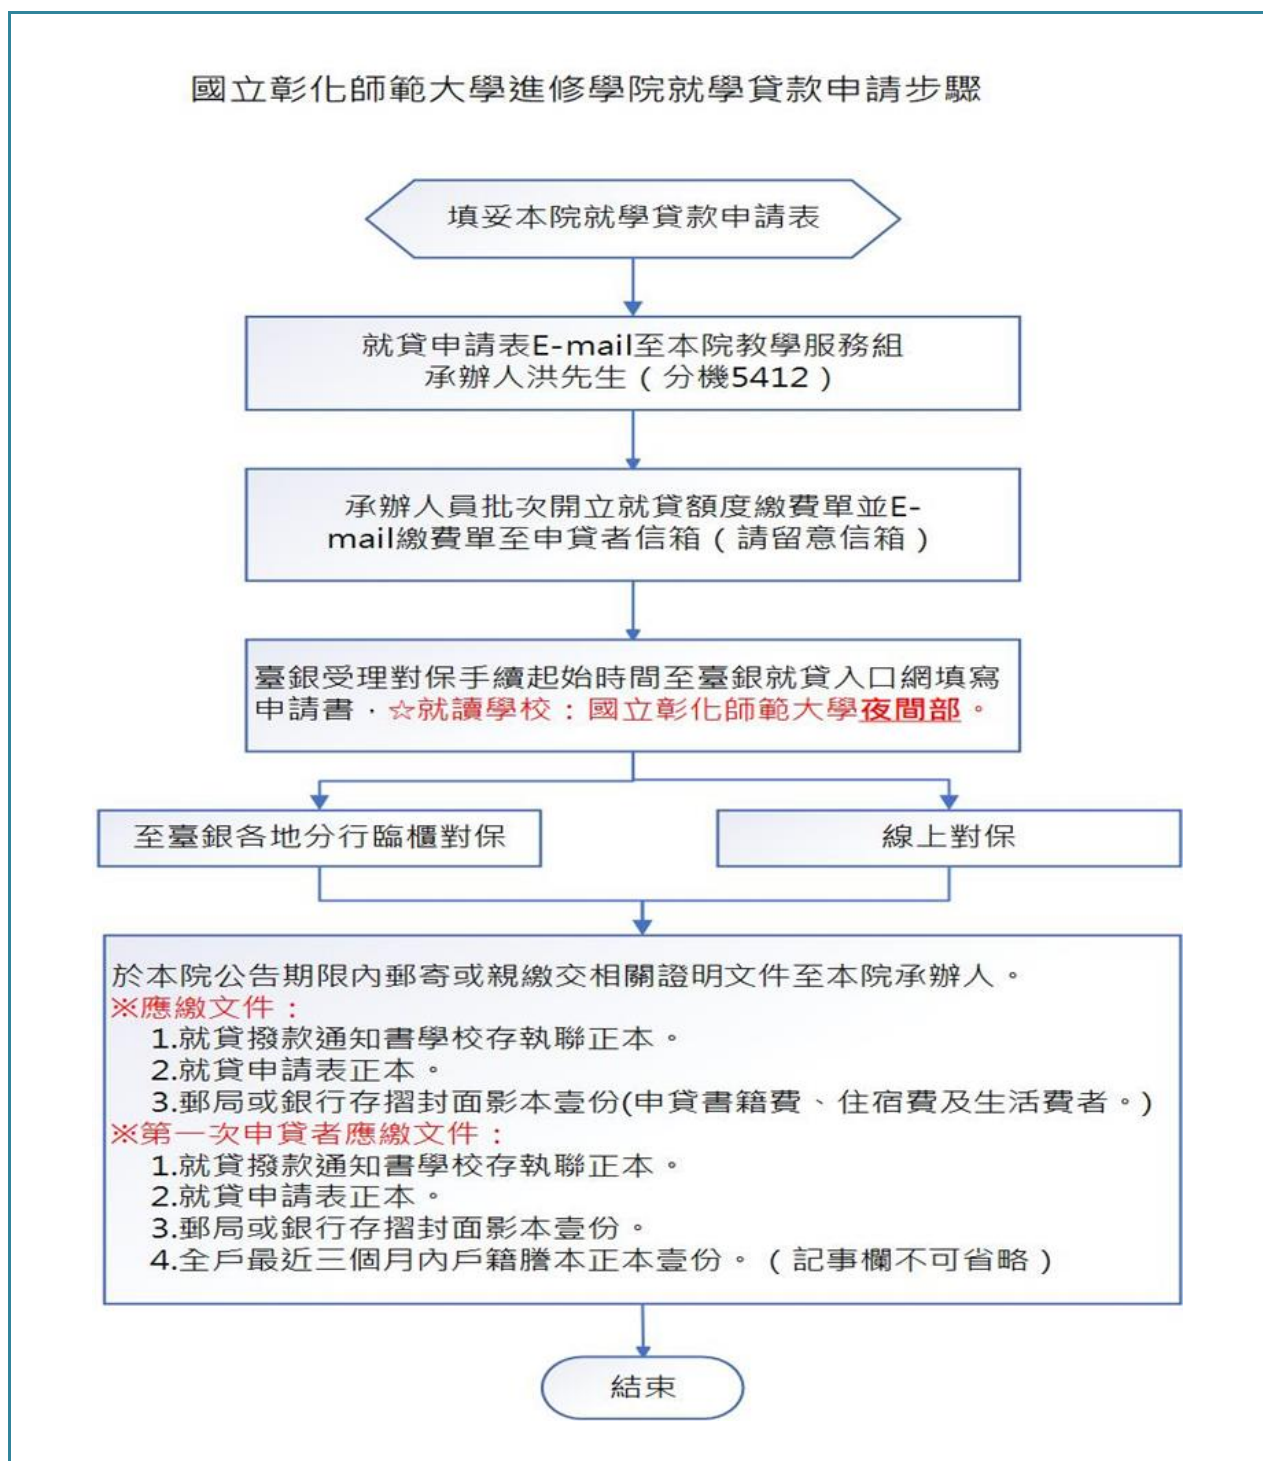 國立彰化師範大學進修學院就學貸款申請步驟
填妥本院就學貸款申請表
就貸申請表E-mail至本院教學服務組
承辦人洪先生（分機5412）
承辦人員批次開立就貸額度繳費單並E-
mail繳費單至申貸者信箱（請留意信箱）
臺銀受理對保手續起始時間至臺銀就貸入口網填寫
申請書，☆就讀學校：國立彰化師範大學夜間部。
至臺銀各地分行臨櫃對保
線上對保
於本院公告期限內郵寄或親繳交相關證明文件至本院承辦人。
※應繳文件：
1.就貸撥款通知書學校存執聯正本。
2.就貸申請表正本。
3.郵局或銀行存摺封面影本壹份(申貸書籍費、住宿費及生活費者。)
※第一次申貸者應繳文件：
1.就貸撥款通知書學校存執聯正本。
2.就貸申請表正本。
3.郵局或銀行存摺封面影本壹份。
4.全戶最近三個月內戶籍謄本正本壹份。（記事欄不可省略）
結束